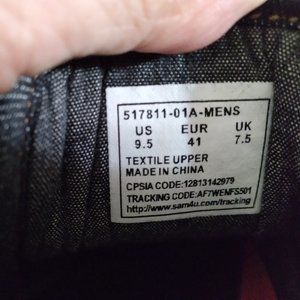 517811-01A-MENS
US EUR UK
9.5 41 7.5
TEXTILE UPPER
MADE IN CHINA
CPSIA CODE:12813142979
TRACKING CODE:AF7WENFS501
http://www.sam4u.com/tracking